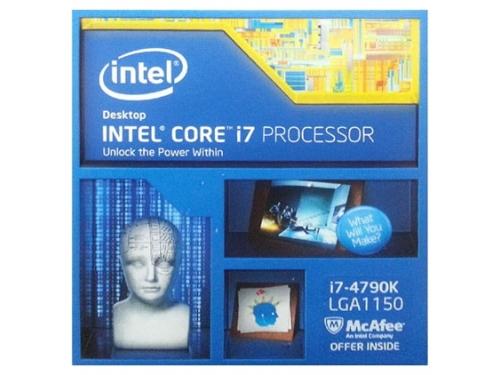 intel
Desktop
INTEL® CORE™ i7 PROCESSOR
Unlock the Power Within
What
Will You
Make?
i7-4790K
LGA1150
McAfee
An Intel Company
OFFER INSIDE